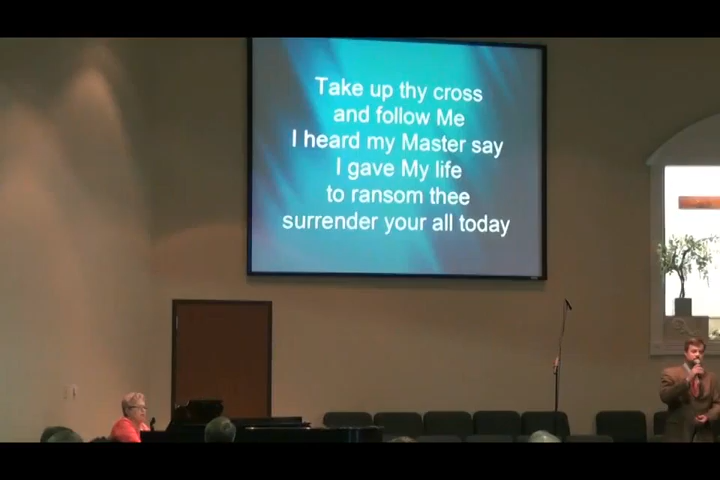 Take up thy cross
and follow Me
I heard my Master say
I gave My life
to ransom thee
surrender your all today